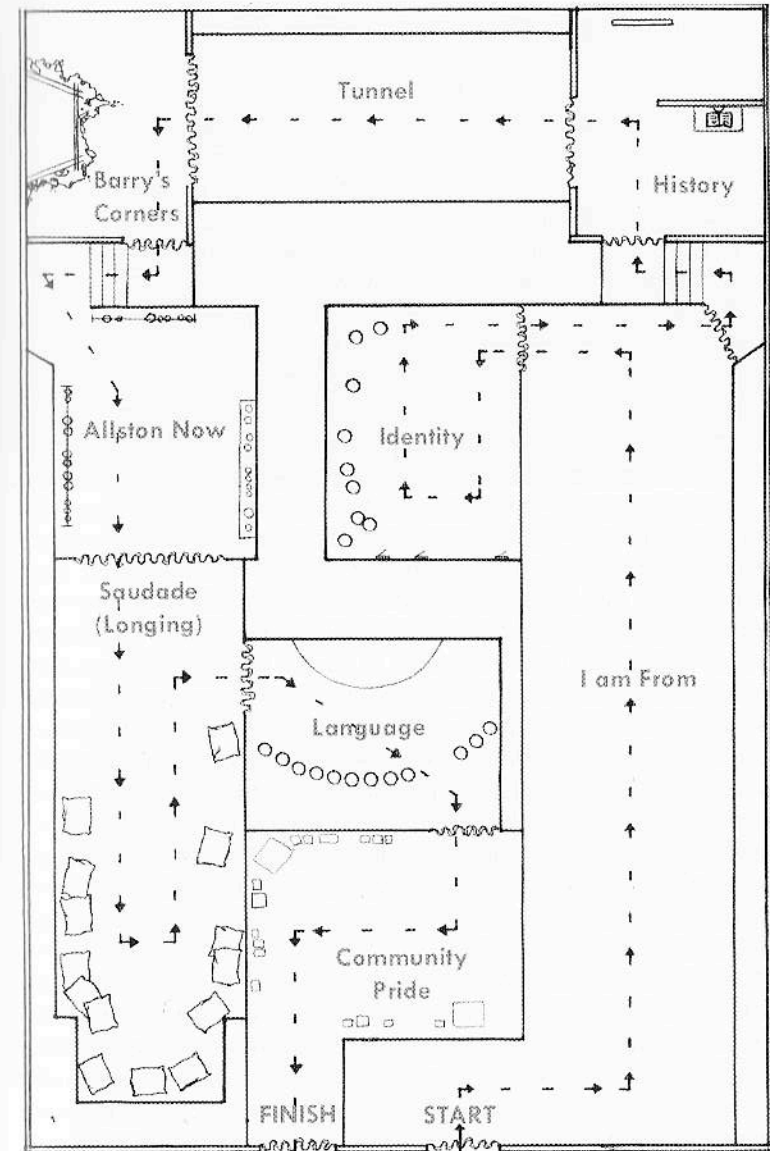 Tunnel
Barry's
Corners
History
Allston Now
Identity
Saudade
(Longing)
I am From
Language
Community
Pride
FINISH
START